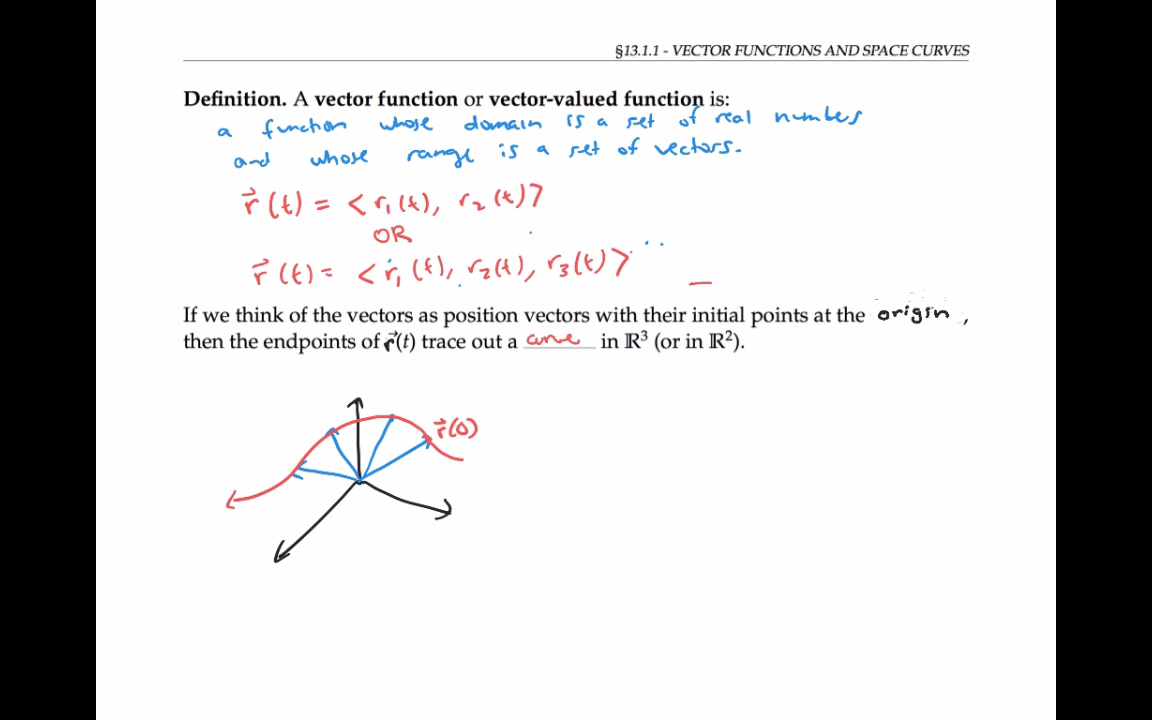 §13.1.1 - VECTOR FUNCTIONS AND SPACE CURVES
Definition. A vector function or vector-valued function is:
a function whose domain is a set of real numbers
and whose range is a set of vectors.
r⃗(t) = <r₁(t), r₂(t)>
OR
r⃗(t) = <r₁(t), r₂(t), r₃(t)>
If we think of the vectors as position vectors with their initial points at the origin,
then the endpoints of r⃗(t) trace out a curve in ℝ³ (or in ℝ²).
r⃗(0)